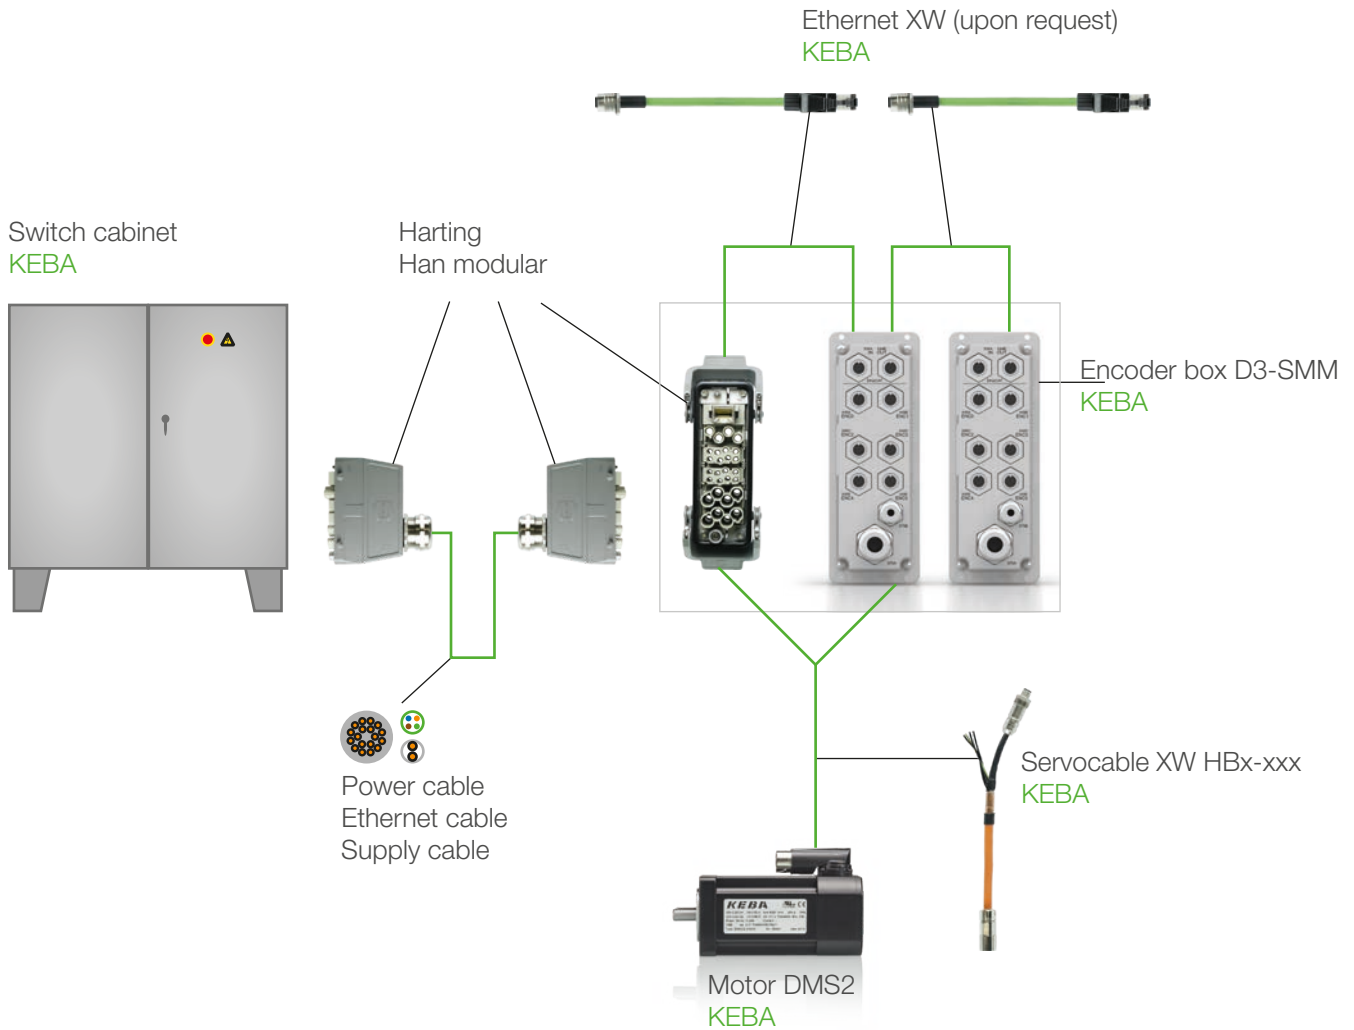 Ethernet XW (upon request)
KEBA
Switch cabinet
KEBA
Harting
Han modular
Encoder box D3-SMM
KEBA
Power cable
Ethernet cable
Supply cable
Servocable XW HBx-xxx
KEBA
KEBA
Motor DMS2
KEBA